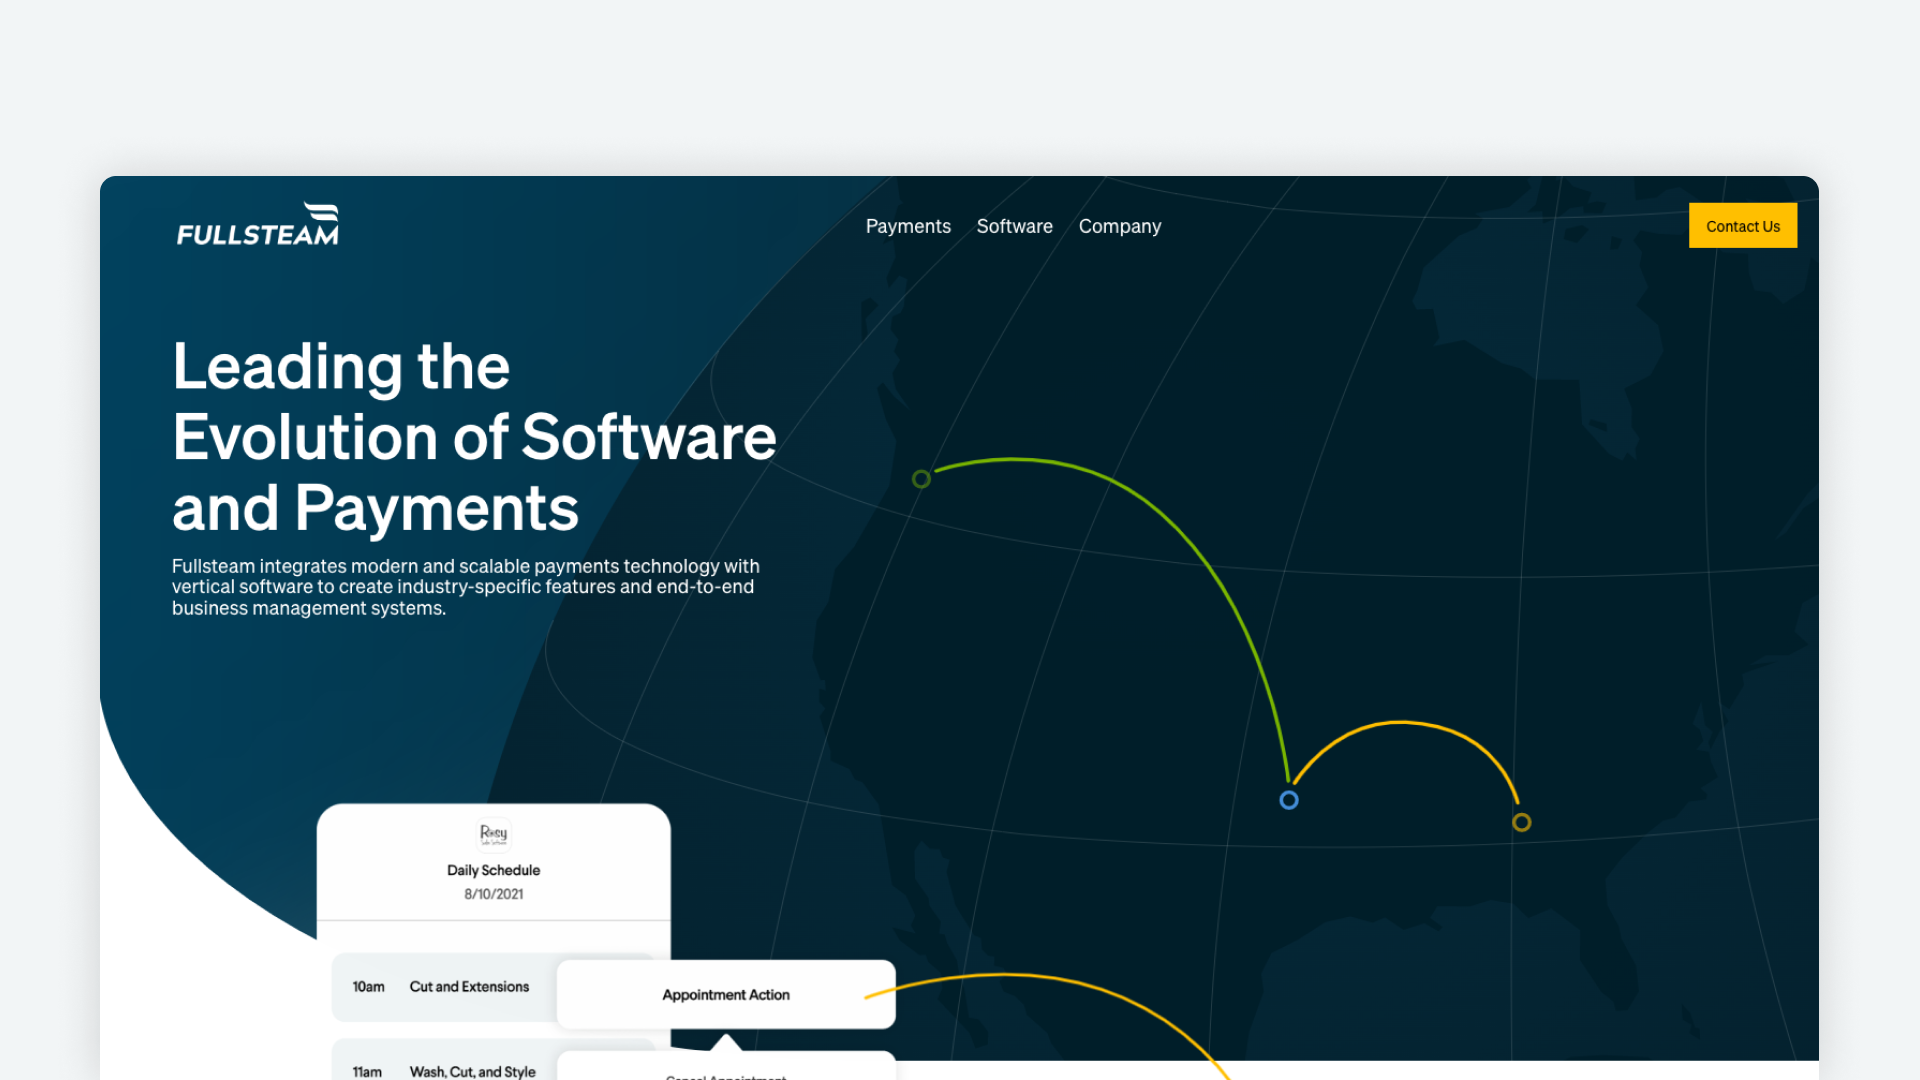 FULLSTEAM
Payments Software Company
Contact Us
Leading the
Evolution of Software
and Payments
Fullsteam integrates modern and scalable payments technology with
vertical software to create industry-specific features and end-to-end
business management systems.
Rosy
Daily Schedule
8/10/2021
10am Cut and Extensions
Appointment Action
11am Wash, Cut, and Style
Cancel Appointment